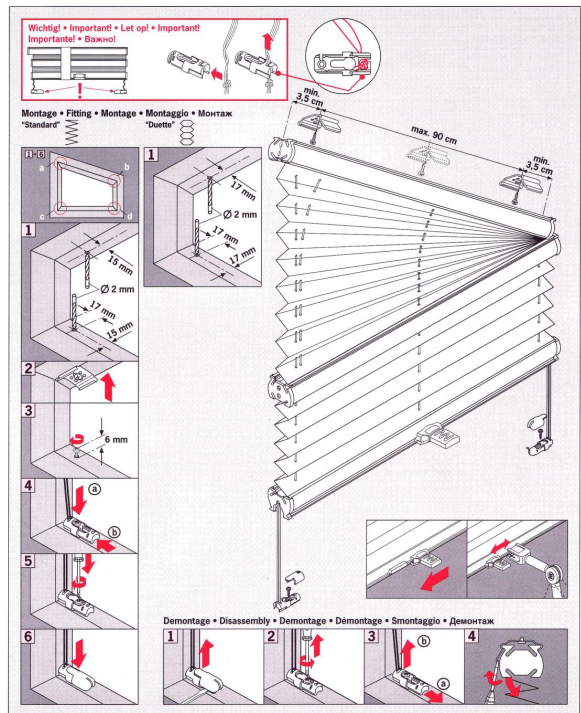 Wichtig! • Important! • Let op! • Important!
Importante! • Важно!
!
Montage • Fitting • Montage • Montaggio • Монтаж
"Standard"
"Duette"
min.
3,5 cm
max. 90 cm
min.
3,5 cm
1-6
a
b
c
d
1
17 mm
Ø 2 mm
17 mm
17 mm
1
15 mm
Ø 2 mm
17 mm
15 mm
2
3
6 mm
4
a
b
5
6
Demontage • Disassembly • Demontage • Démontage • Smontaggio • Демонтаж
1
2
3
b
a
4